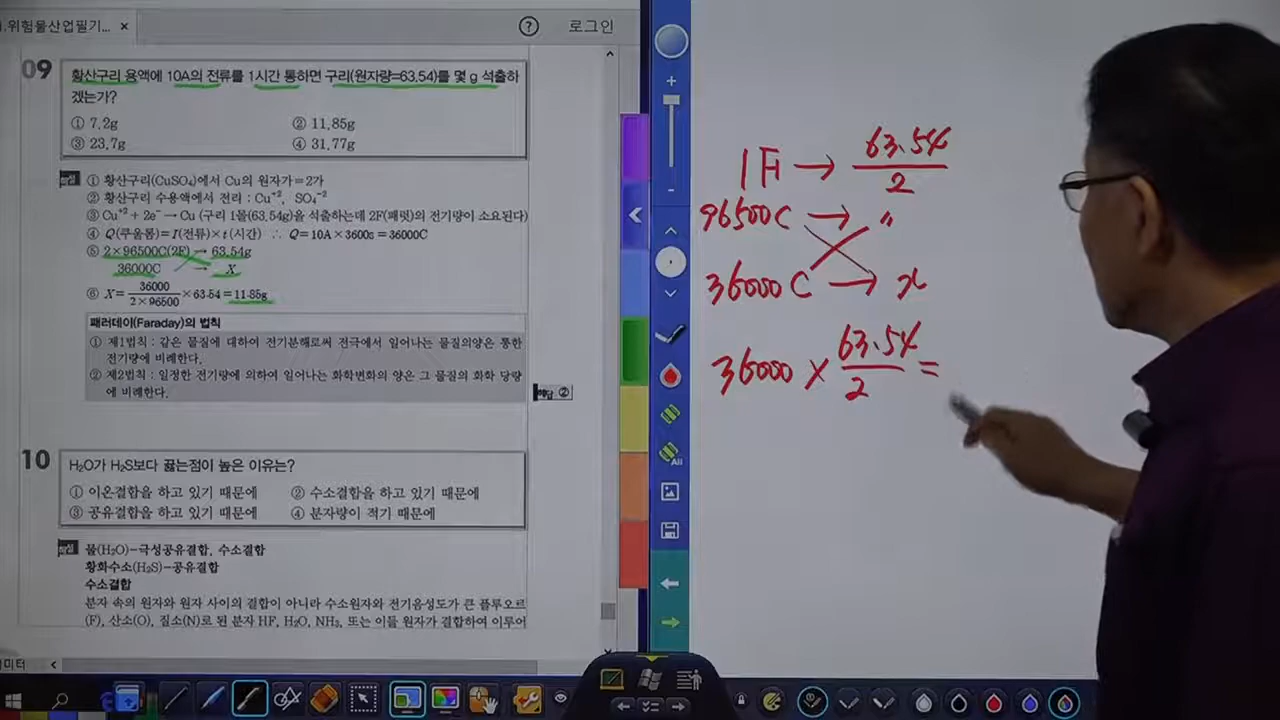 .위험물산업필기... ×
? 로그인
09
황산구리 용액에 10A의 전류를 1시간 통하면 구리(원자량=63.54)를 몇 g 석출하
겠는가?
① 7.2g ② 11.85g
③ 23.7g ④ 31.77g
해설 ① 황산구리(CuSO₄)에서 Cu의 원자가=2가
② 황산구리 수용액에서 전리 : Cu⁺², SO₄⁻²
③ Cu⁺²+2e⁻→Cu (구리 1몰(63.54g)을 석출하는데 2F(패럿)의 전기량이 소요된다)
④ Q(쿠울롬)=I(전류)×t(시간) ∴ Q=10A×3600s=36000C
⑤ 2×96500C(2F) → 63.54g
36000C → X
⑥ X=36000/2×96500×63.54=11.85g
패러데이(Faraday)의 법칙
① 제1법칙 : 같은 물질에 대하여 전기분해로써 전극에서 일어나는 물질의양은 통한
전기량에 비례한다.
② 제2법칙 : 일정한 전기량에 의하여 일어나는 화학변화의 양은 그 물질의 화학 당량
에 비례한다.
해답 ②
10
H₂O가 H₂S보다 끓는점이 높은 이유는?
① 이온결합을 하고 있기 때문에 ② 수소결합을 하고 있기 때문에
③ 공유결합을 하고 있기 때문에 ④ 분자량이 적기 때문에
해설 물(H₂O)-극성공유결합, 수소결합
황화수소(H₂S)-공유결합
수소결합
분자 속의 원자와 원자 사이의 결합이 아니라 수소원자와 전기음성도가 큰 플루오르
(F), 산소(O), 질소(N)로 된 분자 HF, H₂O, NH₃, 또는 이들 원자가 결합하여 이루어
미터
All
1F → 63.54/2
96500C → 〃
36000C → x
36000 × 63.54/2 =